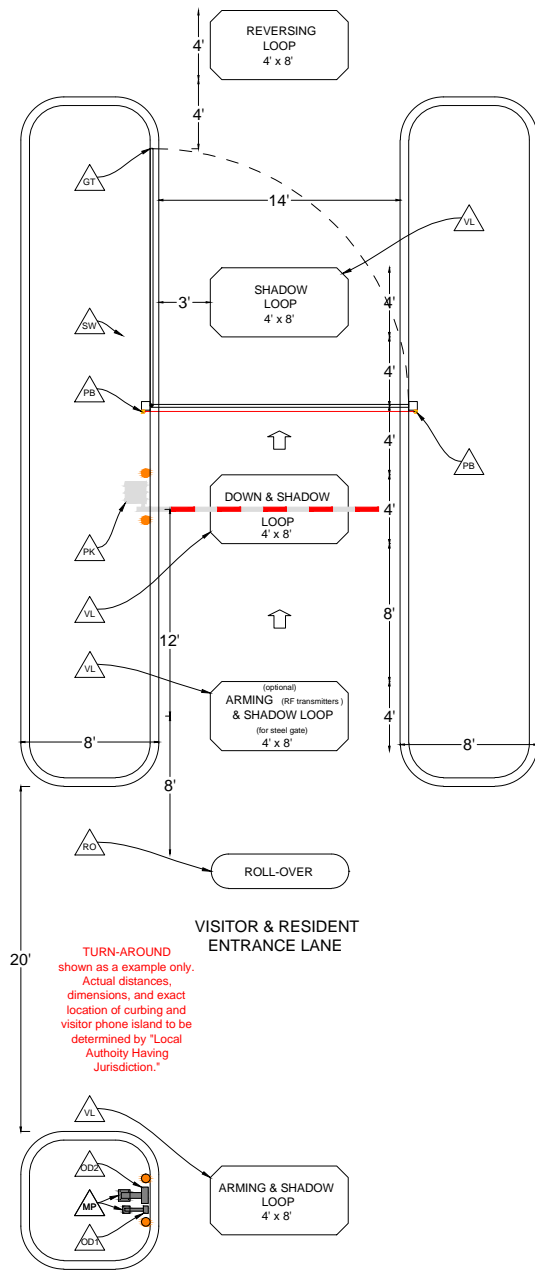 REVERSING
LOOP
4' x 8'
4'
4'
GT
14'
VL
SHADOW
LOOP
4' x 8'
3'
4'
SW
4'
PB
4'
PB
DOWN & SHADOW
LOOP
4' x 8'
4'
PK
VL
12'
8'
VL
(optional)
ARMING (RF transmitters )
& SHADOW LOOP
(for steel gate)
4' x 8'
4'
8'
8'
8'
RO
ROLL-OVER
VISITOR & RESIDENT
ENTRANCE LANE
20'
TURN-AROUND
shown as a example only.
Actual distances,
dimensions, and exact
location of curbing and
visitor phone island to be
determined by "Local
Authoity Having
Jurisdiction."
VL
OD2
MP
OD1
ARMING & SHADOW
LOOP
4' x 8'